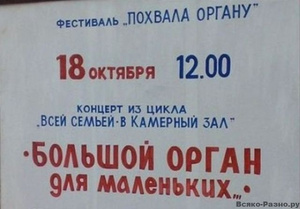 ФЕСТИВАЛЬ „ПОХВАЛА ОРГАНУ"
18 ОКТЯБРЯ 12.00
КОНЦЕРТ ИЗ ЦИКЛА
„ВСЕЙ СЕМЬЕЙ-В КАМЕРНЫЙ ЗАЛ"
•БОЛЬШОЙ ОРГАН
для маленьких...•
Всяко-Разно.ру